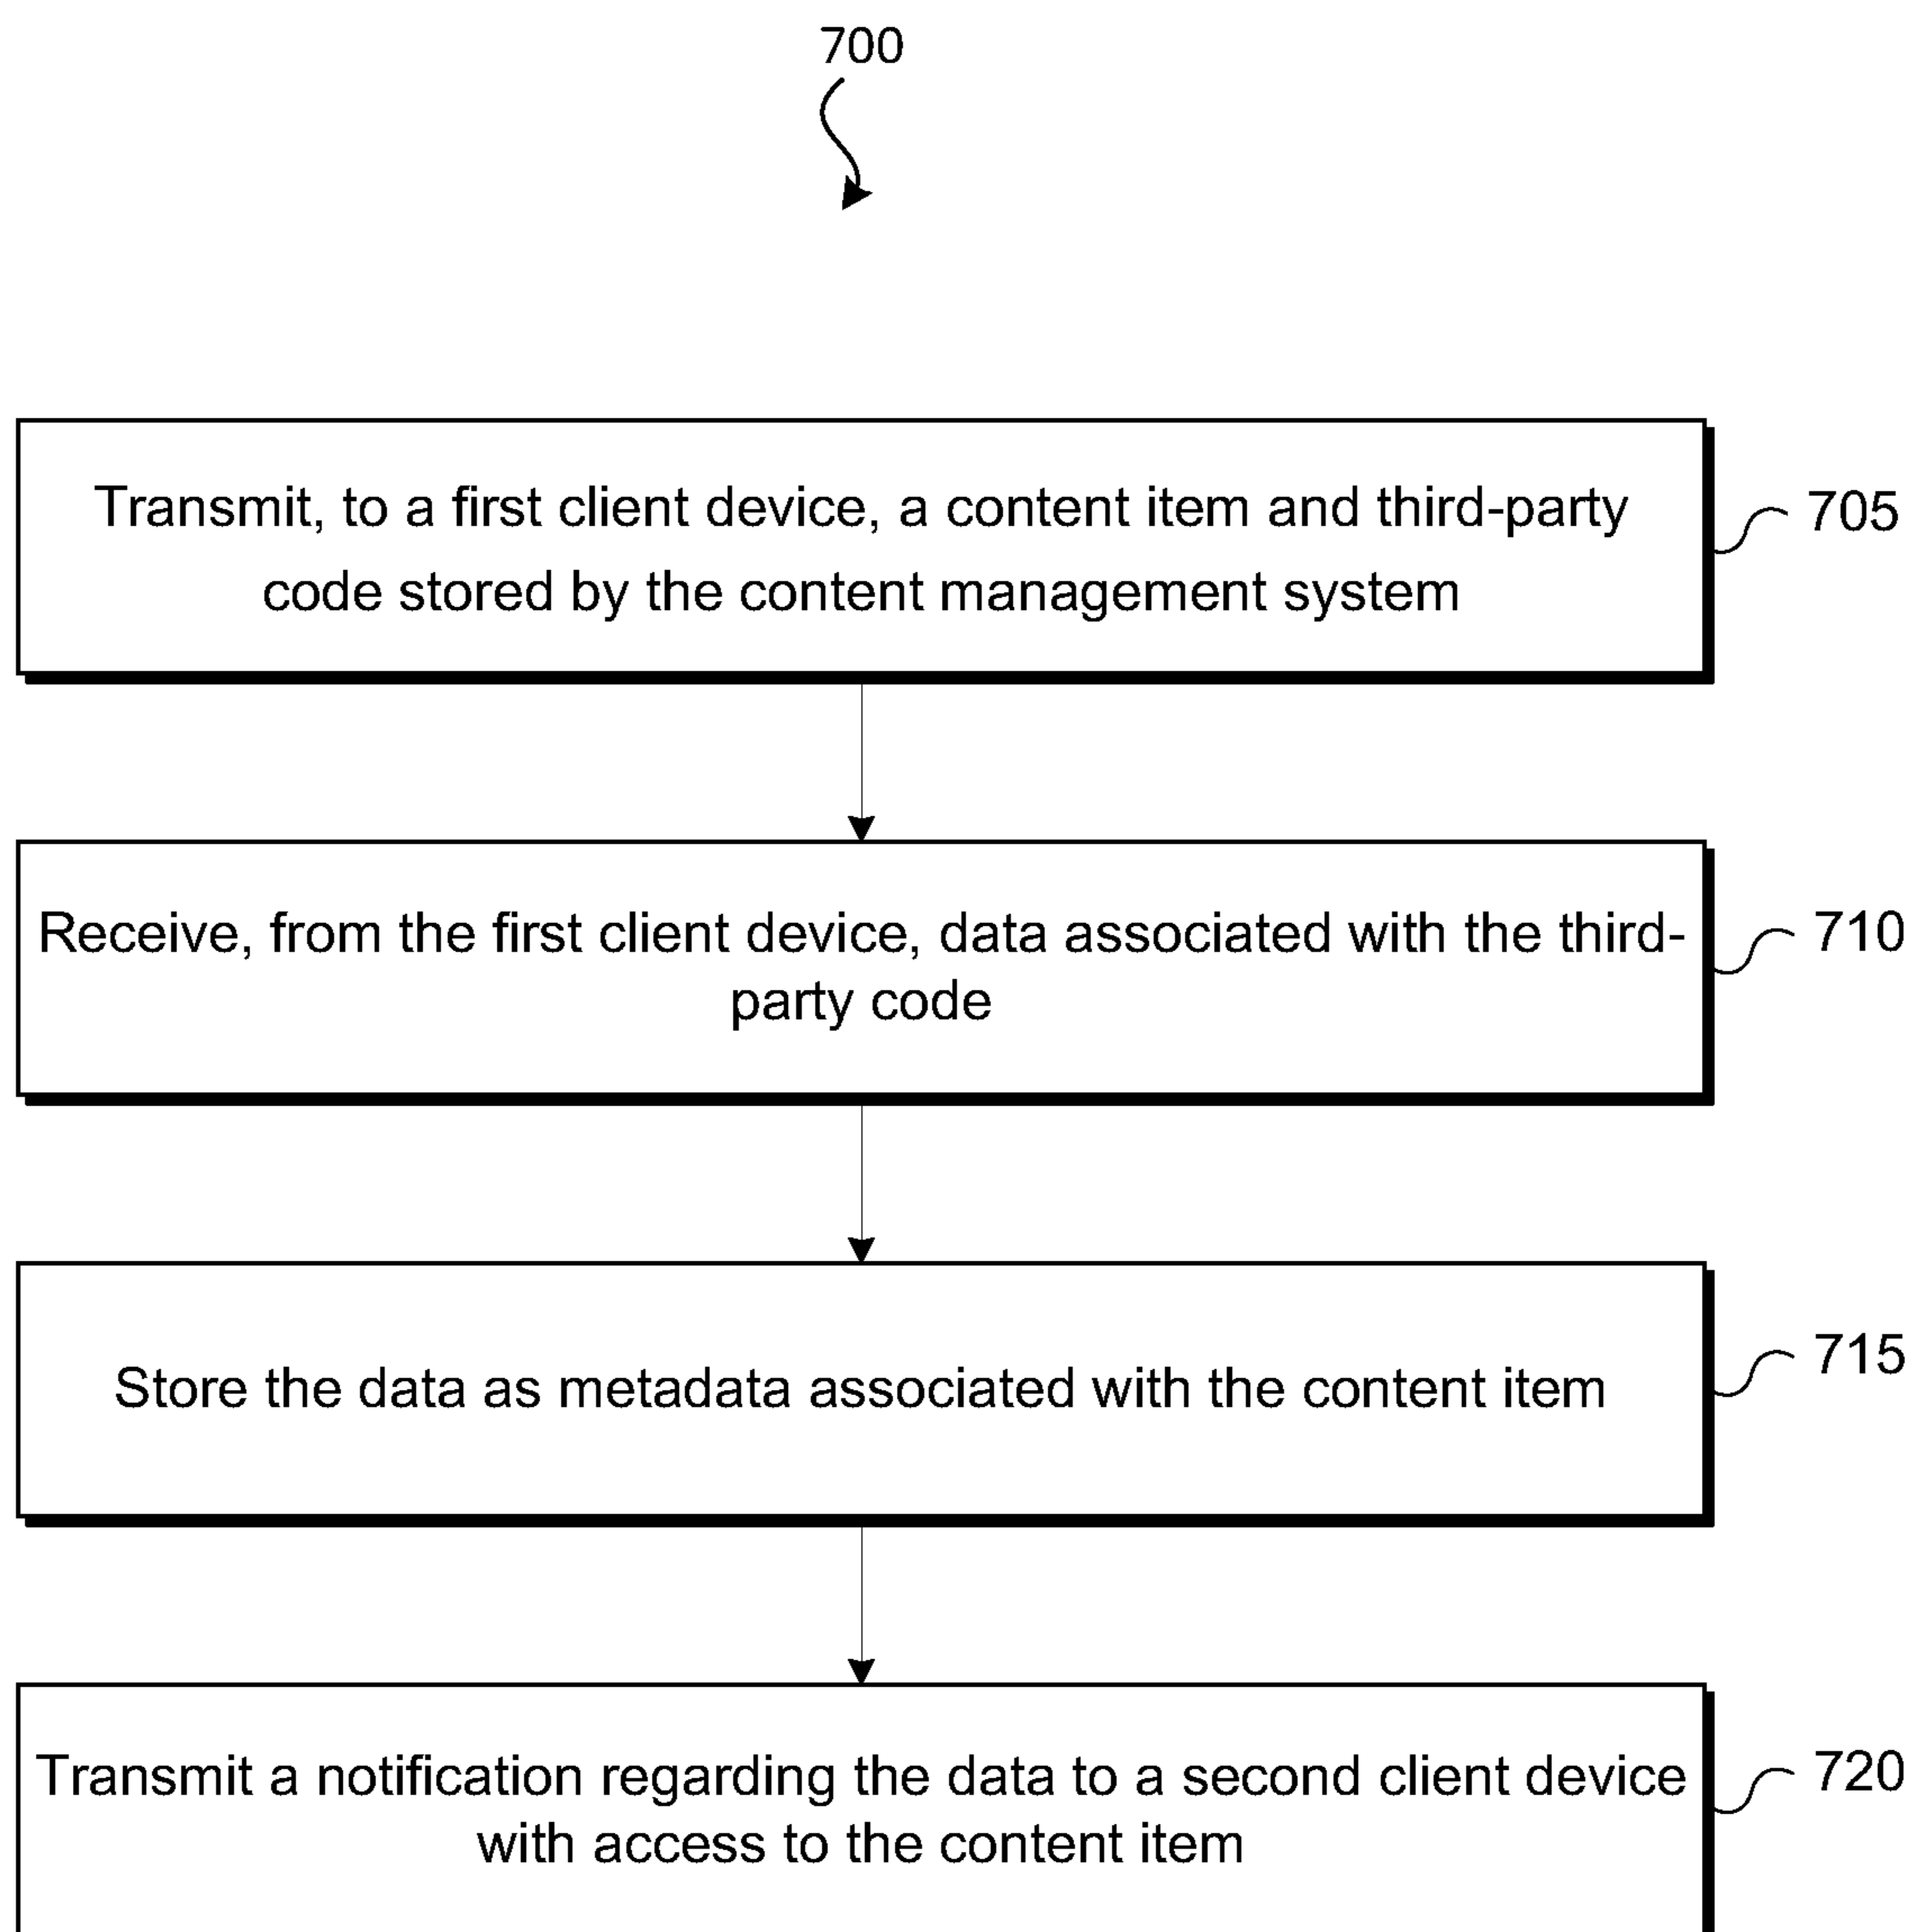 700
Transmit, to a first client device, a content item and third-party
code stored by the content management system
705
Receive, from the first client device, data associated with the third-
party code
710
Store the data as metadata associated with the content item
715
Transmit a notification regarding the data to a second client device
with access to the content item
720